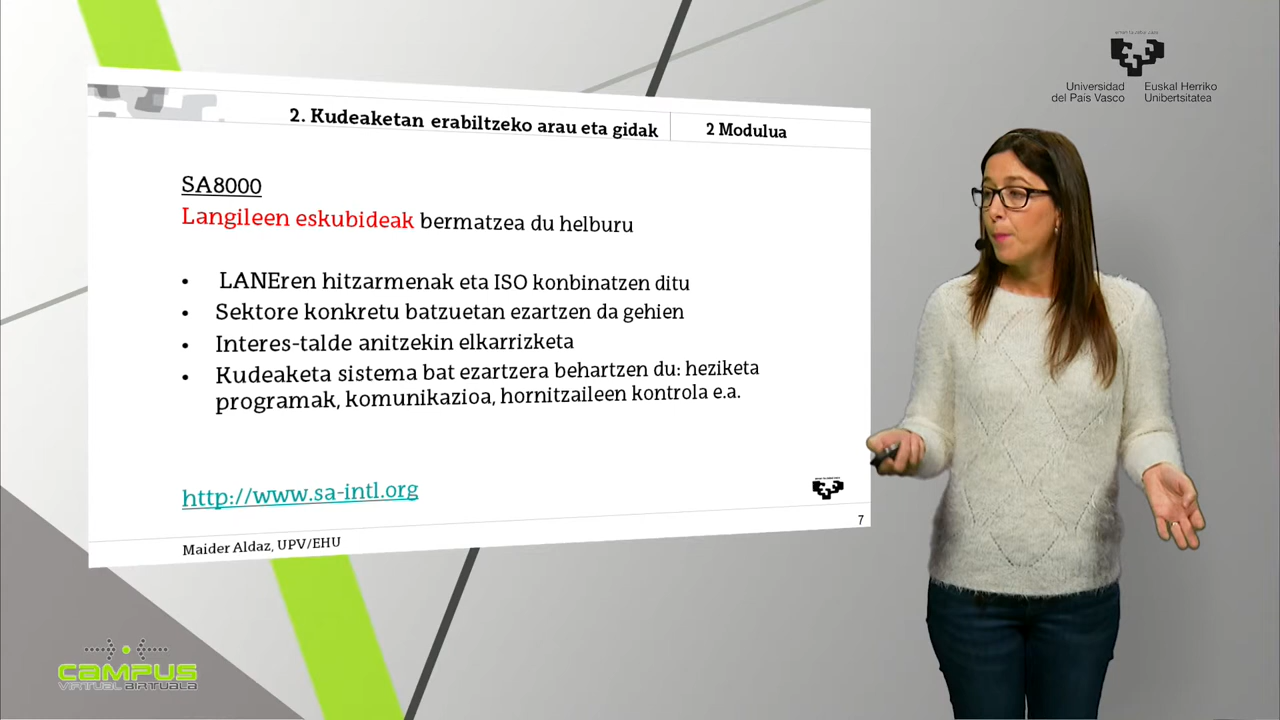 Universidad
del País Vasco
Euskal Herriko
Unibertsitatea
2. Kudeaketan erabiltzeko arau eta gidak
2 Modulua
SA8000
Langileen eskubideak bermatzea du helburu
• LANEren hitzarmenak eta ISO konbinatzen ditu
• Sektore konkretu batzuetan ezartzen da gehien
• Interes-talde anitzekin elkarrizketa
• Kudeaketa sistema bat ezartzera behartzen du: heziketa
programak, komunikazioa, hornitzaileen kontrola e.a.
http://www.sa-intl.org
7
Maider Aldaz, UPV/EHU
CAMPUS
VIRTUAL BIRTUALA